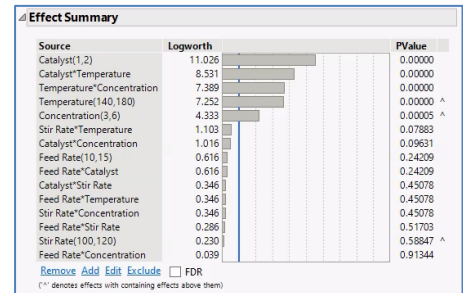 Effect Summary
Source Logworth PValue
Catalyst(1,2) 11.026 0.00000
Catalyst*Temperature 8.531 0.00000
Temperature*Concentration 7.389 0.00000
Temperature(140,180) 7.252 0.00000 ^
Concentration(3,6) 4.333 0.00005 ^
Stir Rate*Temperature 1.103 0.07883
Catalyst*Concentration 1.016 0.09631
Feed Rate(10,15) 0.616 0.24209
Feed Rate*Catalyst 0.616 0.24209
Catalyst*Stir Rate 0.346 0.45078
Feed Rate*Temperature 0.346 0.45078
Stir Rate*Concentration 0.346 0.45078
Feed Rate*Stir Rate 0.286 0.51703
Stir Rate(100,120) 0.230 0.58847 ^
Feed Rate*Concentration 0.039 0.91344
Remove Add Edit Exclude FDR
('^' denotes effects with containing effects above them)